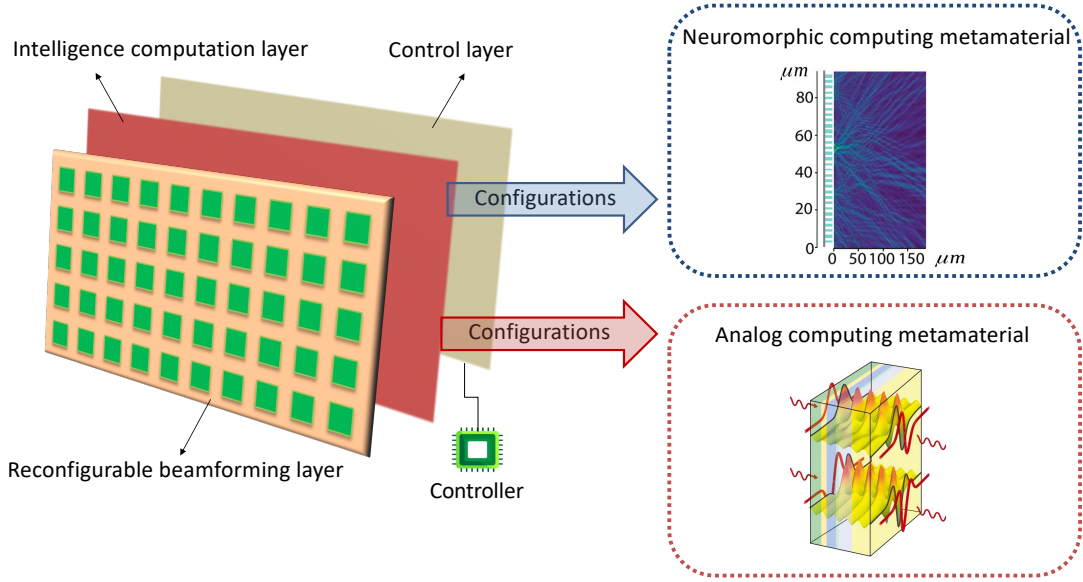 Intelligence computation layer
Control layer
Reconfigurable beamforming layer
Controller
Configurations
Configurations
Neuromorphic computing metamaterial
μm
80
60
40
20
0
0 50 100 150
μm
Analog computing metamaterial